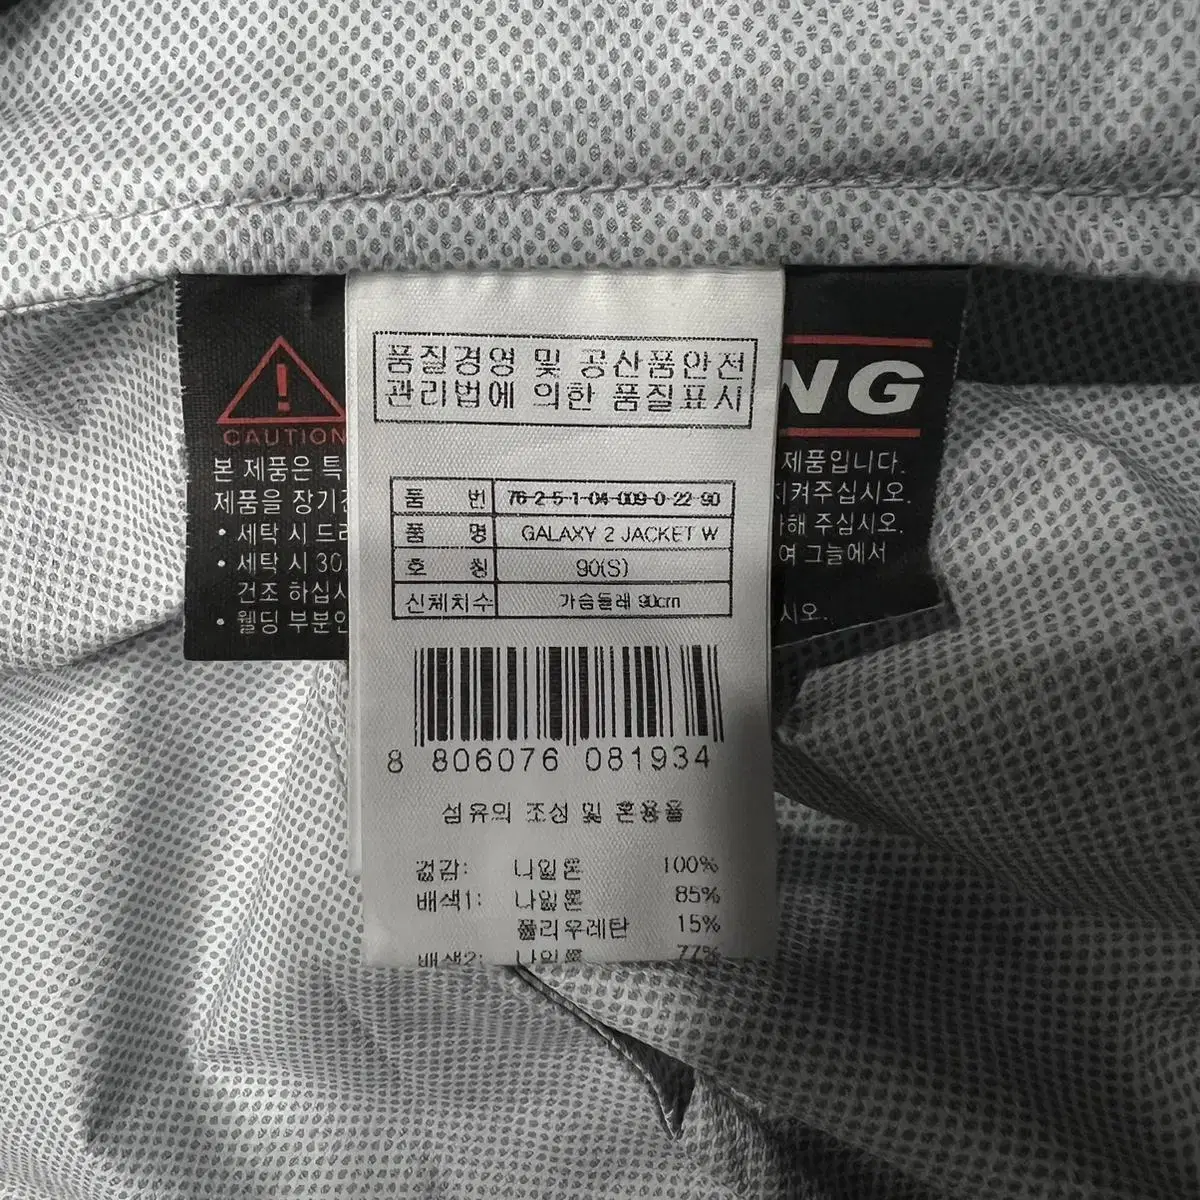 품질경영 및 공산품안전
관리법에 의한 품질표시
품 번 76-2-5-1-04-009-0-22-90
품 명 GALAXY 2 JACKET W
호 칭 90(S)
신체치수 가슴둘레 90cm
8 806076 081934
섬유의 조성 및 혼용율
겉감: 나일론 100%
배색1: 나일론 85%
폴리우레탄 15%
배색2: 나일론 77%
CAUTION
본 제품은 특
제품을 장기간
• 세탁 시 드라
• 세탁 시 30
건조 하십시
• 웰딩 부분은
NG
제품입니다.
지켜주십시오.
해 주십시오.
여 그늘에서
시오.